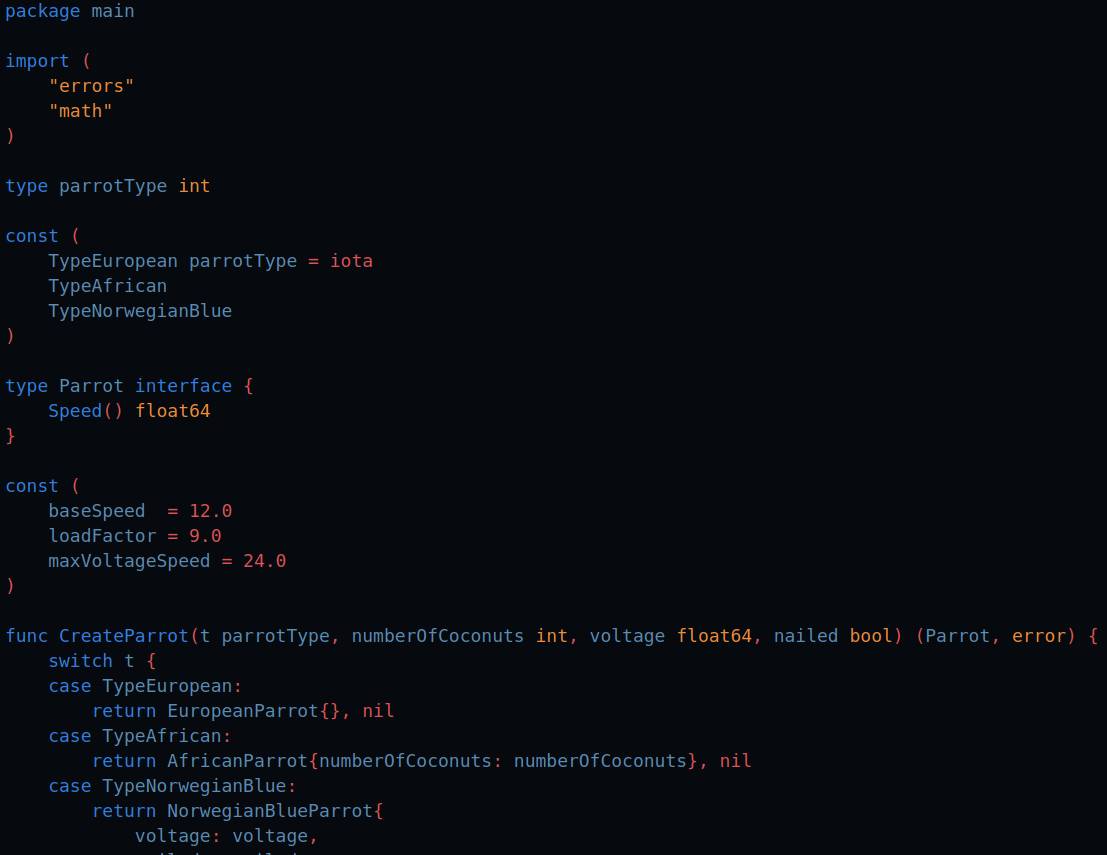 package main
import (
"errors"
"math"
)
type parrotType int
const (
TypeEuropean parrotType = iota
TypeAfrican
TypeNorwegianBlue
)
type Parrot interface {
Speed() float64
}
const (
baseSpeed  = 12.0
loadFactor = 9.0
maxVoltageSpeed = 24.0
)
func CreateParrot(t parrotType, numberOfCoconuts int, voltage float64, nailed bool) (Parrot, error) {
switch t {
case TypeEuropean:
return EuropeanParrot{}, nil
case TypeAfrican:
return AfricanParrot{numberOfCoconuts: numberOfCoconuts}, nil
case TypeNorwegianBlue:
return NorwegianBlueParrot{
voltage: voltage,